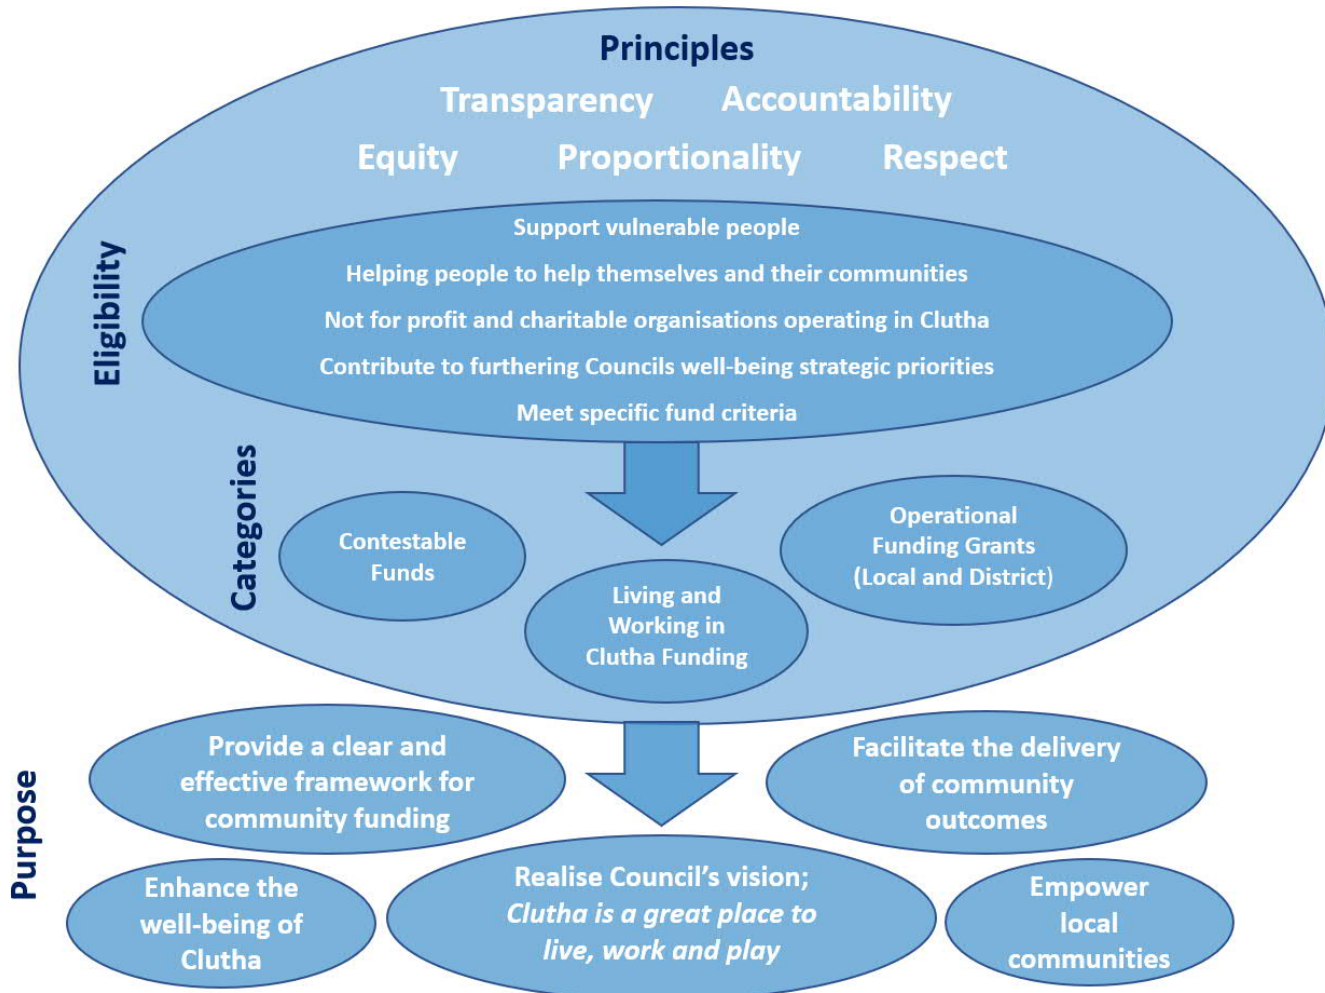 Principles
Transparency Accountability
Equity Proportionality Respect
Eligibility
Support vulnerable people
Helping people to help themselves and their communities
Not for profit and charitable organisations operating in Clutha
Contribute to furthering Councils well-being strategic priorities
Meet specific fund criteria
Categories
Contestable
Funds
Living and
Working in
Clutha Funding
Operational
Funding Grants
(Local and District)
Purpose
Provide a clear and
effective framework for
community funding
Facilitate the delivery
of community
outcomes
Enhance the
well-being of
Clutha
Realise Council’s vision;
Clutha is a great place to
live, work and play
Empower
local
communities